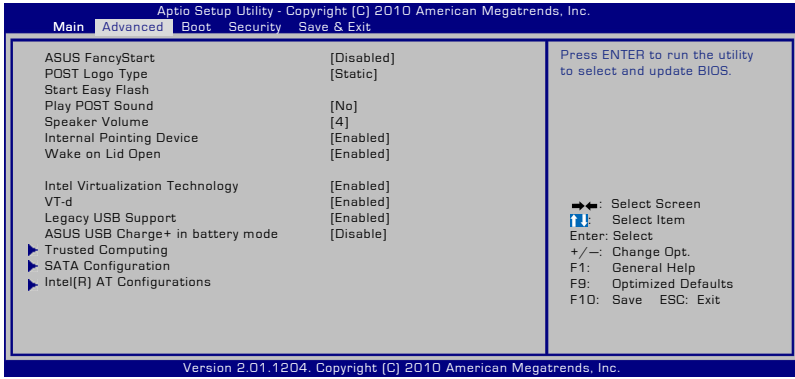 Aptio Setup Utility - Copyright (C) 2010 American Megatrends, Inc.
Main Advanced Boot Security Save & Exit
ASUS FancyStart [Disabled]
POST Logo Type [Static]
Start Easy Flash
Play POST Sound [No]
Speaker Volume [4]
Internal Pointing Device [Enabled]
Wake on Lid Open [Enabled]
Intel Virtualization Technology [Enabled]
VT-d [Enabled]
Legacy USB Support [Enabled]
ASUS USB Charge+ in battery mode [Disable]
Trusted Computing
SATA Configuration
Intel(R) AT Configurations
Press ENTER to run the utility
to select and update BIOS.
→←: Select Screen
↑↓: Select Item
Enter: Select
+/—: Change Opt.
F1: General Help
F9: Optimized Defaults
F10: Save ESC: Exit
Version 2.01.1204. Copyright (C) 2010 American Megatrends, Inc.